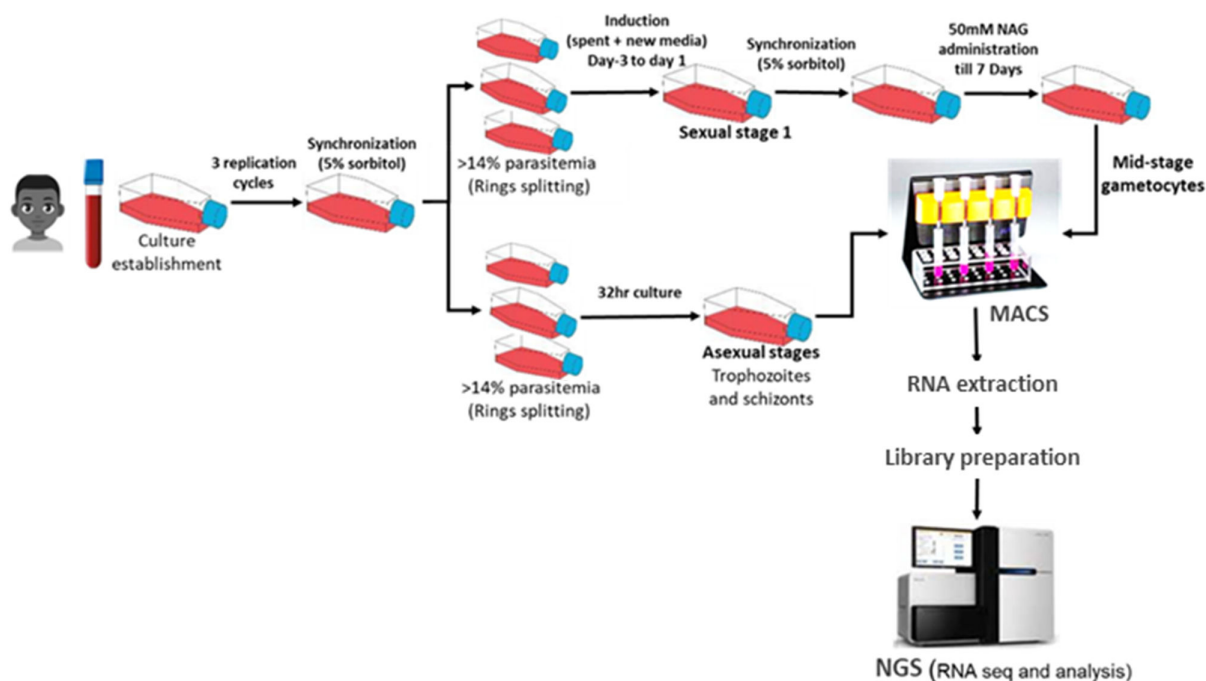 Culture
establishment
3 replication
cycles
Synchronization
(5% sorbitol)
>14% parasitemia
(Rings splitting)
Induction
(spent + new media)
Day-3 to day 1
Sexual stage 1
Synchronization
(5% sorbitol)
50mM NAG
administration
till 7 Days
Mid-stage
gametocytes
>14% parasitemia
(Rings splitting)
32hr culture
Asexual stages
Trophozoites
and schizonts
MACS
RNA extraction
Library preparation
NGS (RNA seq and analysis)